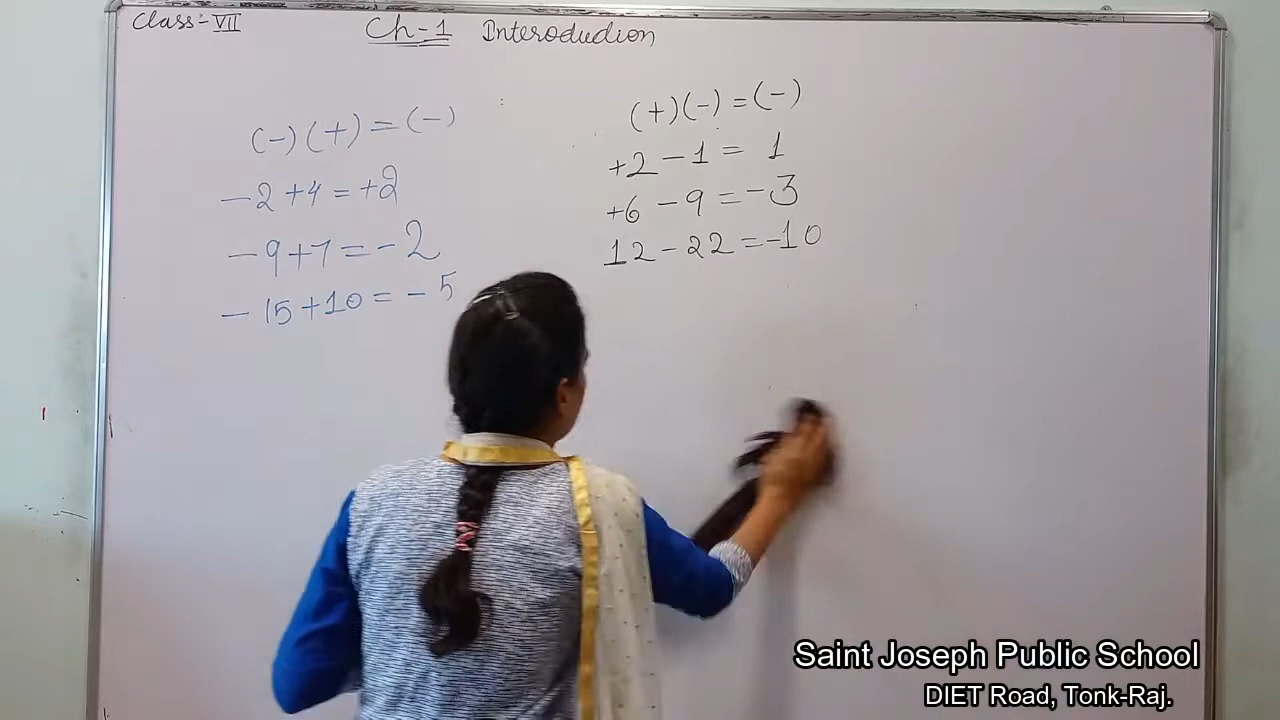 Class-VII
Ch-1 Interodudion
(-)(+) = (-)
-2+4=+2
-9+7=-2
-15+10=-5
(+)(-)=(-)
+2-1=1
+6-9=-3
12-22=-10
Saint Joseph Public School
DIET Road, Tonk-Raj.